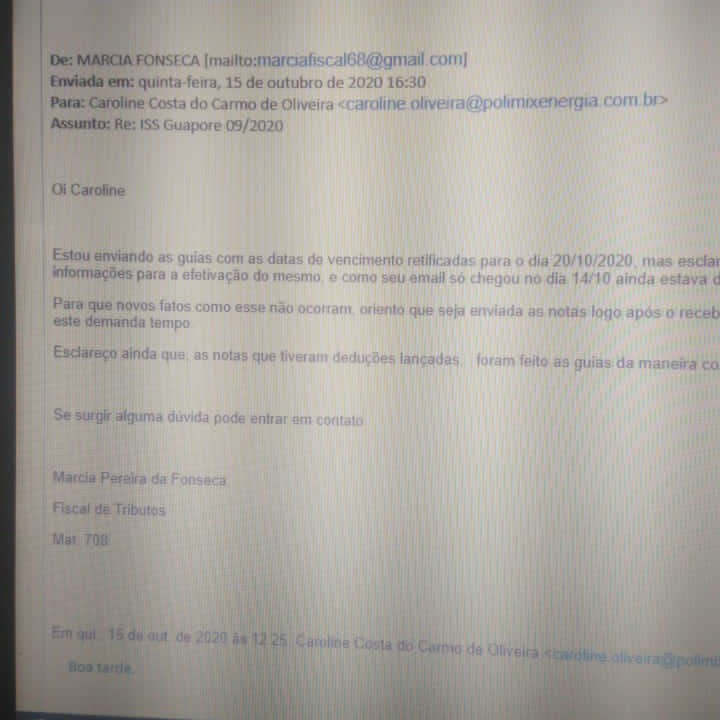 De: MARCIA FONSECA [mailto:marciafiscal68@gmail.com]
Enviada em: quinta-feira, 15 de outubro de 2020 16:30
Para: Caroline Costa do Carmo de Oliveira <caroline.oliveira@polimixenergia.com.br>
Assunto: Re: ISS Guapore 09/2020
Oi Caroline
Estou enviando as guias com as datas de vencimento retificadas para o dia 20/10/2020, mas esclar
informações para a efetivação do mesmo, e como seu email só chegou no dia 14/10 ainda estava d
Para que novos fatos como esse não ocorram, oriento que seja enviada as notas logo após o receb
este demanda tempo.
Esclareço ainda que, as notas que tiveram deduções lançadas, foram feito as guias da maneira co
Se surgir alguma dúvida pode entrar em contato
Marcia Pereira da Fonseca
Fiscal de Tributos
Mat. 708
Em qui., 15 de out. de 2020 às 12:25, Caroline Costa do Carmo de Oliveira <caroline.oliveira@polimi
Boa tarde,